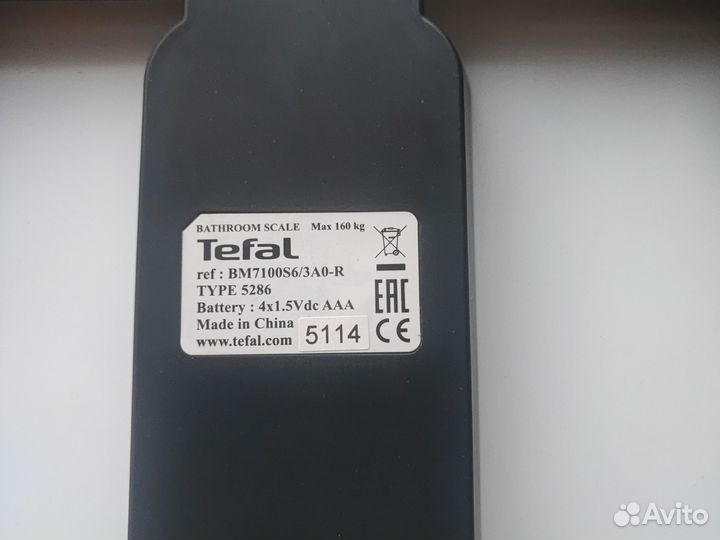 BATHROOM SCALE Max 160 kg
Tefal
ref : BM7100S6/3A0-R
TYPE 5286
Battery : 4x1.5Vdc AAA
Made in China
www.tefal.com
5114
EAC
CE
Avito